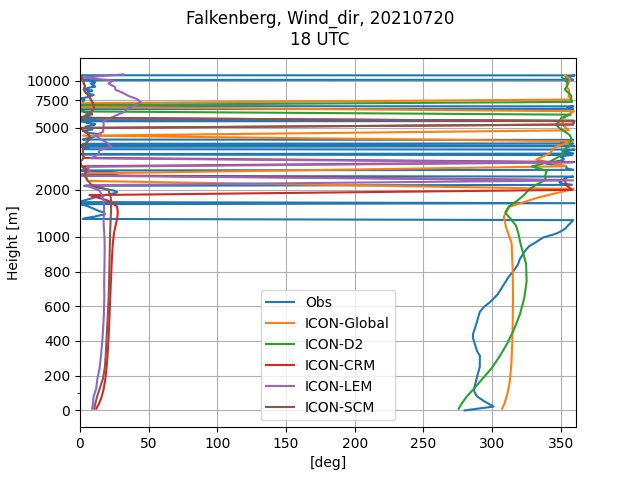 Falkenberg, Wind_dir, 20210720
18 UTC
10000
7500
5000
2000
1000
800
600
400
200
0
Height [m]
0 50 100 150 200 250 300 350
[deg]
Obs
ICON-Global
ICON-D2
ICON-CRM
ICON-LEM
ICON-SCM